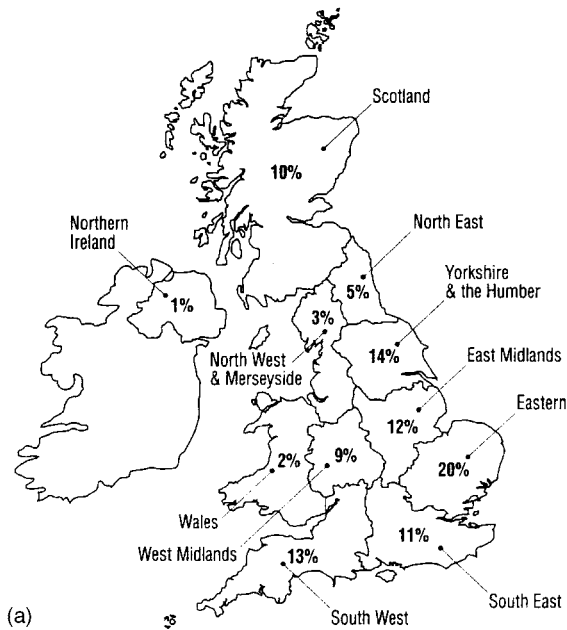 Scotland
10%
Northern
Ireland
North East
1%
5%
Yorkshire
& the Humber
3%
North West
& Merseyside
14%
East Midlands
12%
Eastern
2%
9%
20%
Wales
West Midlands
13%
11%
South East
South West
(a)